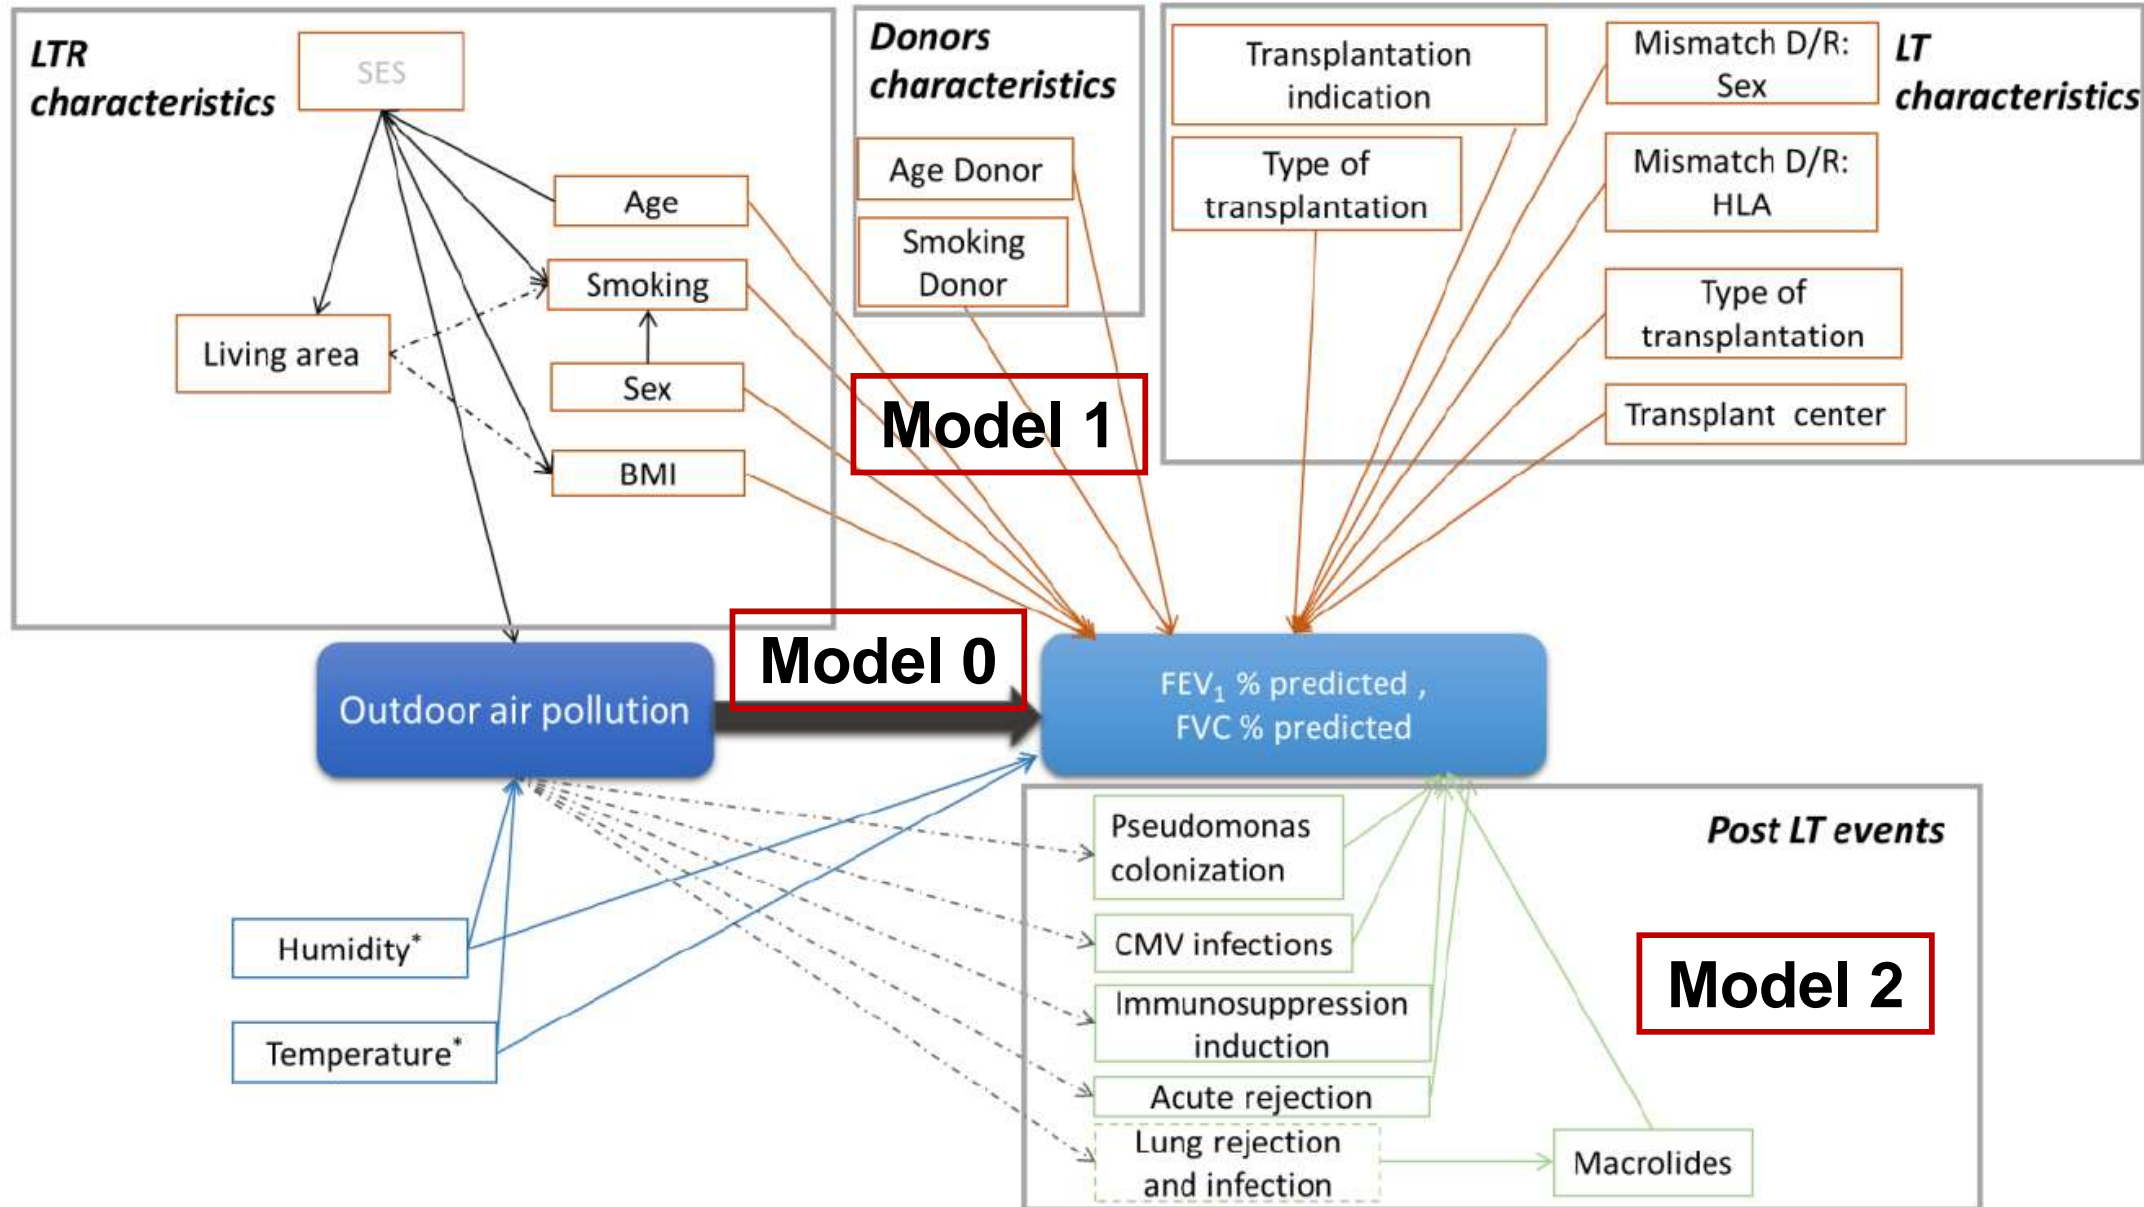 LTR
characteristics
SES
Age
Smoking
Living area
Sex
BMI
Donors
characteristics
Age Donor
Smoking
Donor
Transplantation
indication
Type of
transplantation
Mismatch D/R:
Sex
LT
characteristics
Mismatch D/R:
HLA
Type of
transplantation
Transplant center
Model 1
Model 0
Outdoor air pollution
FEV₁ % predicted ,
FVC % predicted
Humidity*
Temperature*
Post LT events
Pseudomonas
colonization
CMV infections
Immunosuppression
induction
Acute rejection
Lung rejection
and infection
Macrolides
Model 2